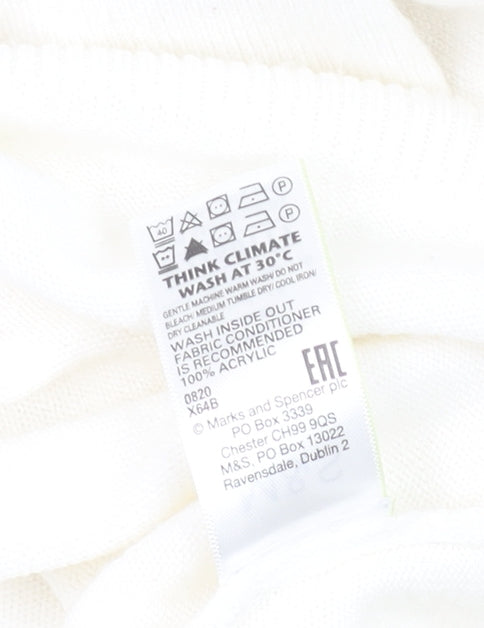 40 P
P
THINK CLIMATE
WASH AT 30°C
GENTLE MACHINE WARM WASH/DO NOT
BLEACH/ MEDIUM TUMBLE DRY/ COOL IRON/
DRY CLEANABLE
WASH INSIDE OUT
FABRIC CONDITIONER
IS RECOMMENDED
100% ACRYLIC
0820
X64B
EAC
© Marks and Spencer plc
PO Box 3339
Chester CH99 9QS
M&S, PO Box 13022
Ravensdale, Dublin 2